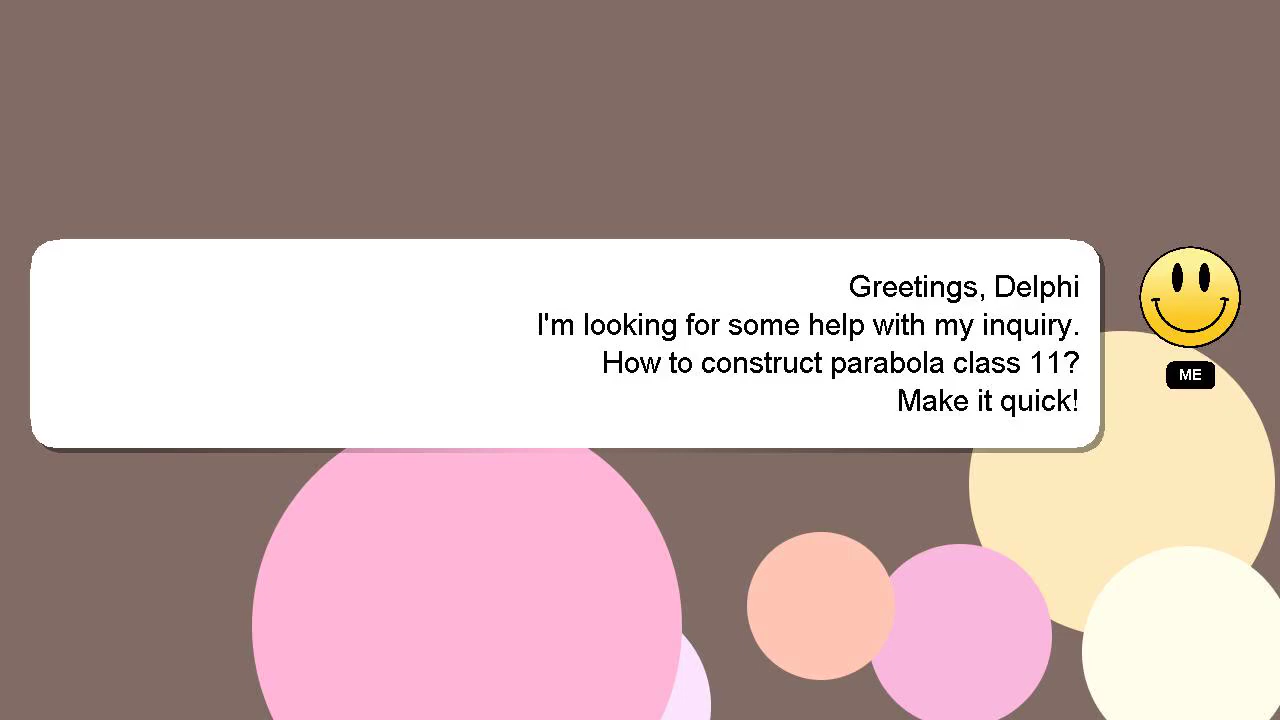 Greetings, Delphi
I'm looking for some help with my inquiry.
How to construct parabola class 11?
Make it quick!
ME